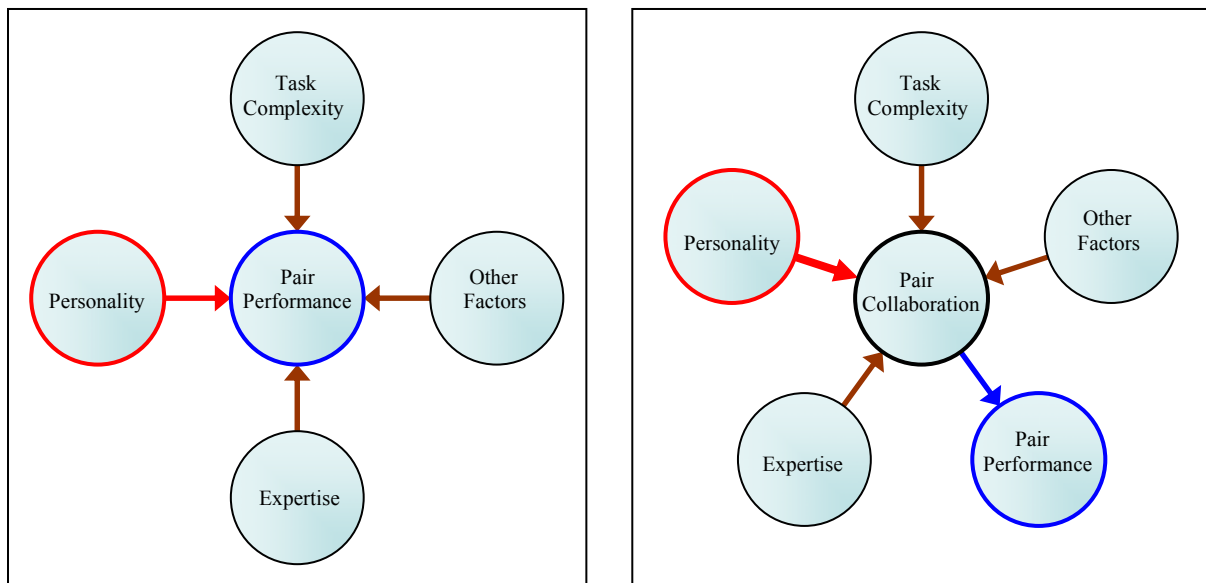 Task
Complexity
Personality
Pair
Performance
Other
Factors
Expertise
Task
Complexity
Personality
Other
Factors
Pair
Collaboration
Expertise
Pair
Performance